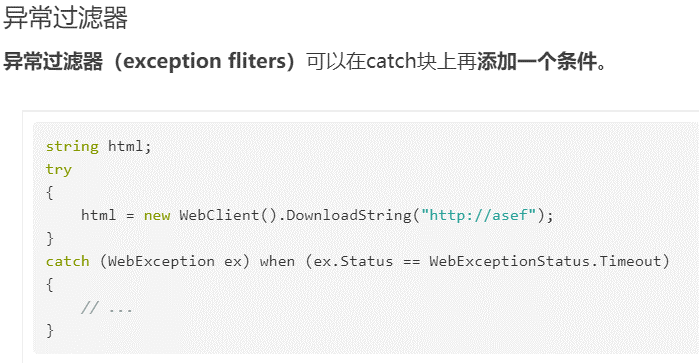 异常过滤器
异常过滤器（exception fliters）可以在catch块上再添加一个条件。
string html;
try
{
    html = new WebClient().DownloadString("http://asef");
}
catch (WebException ex) when (ex.Status == WebExceptionStatus.Timeout)
{
    // ...
}